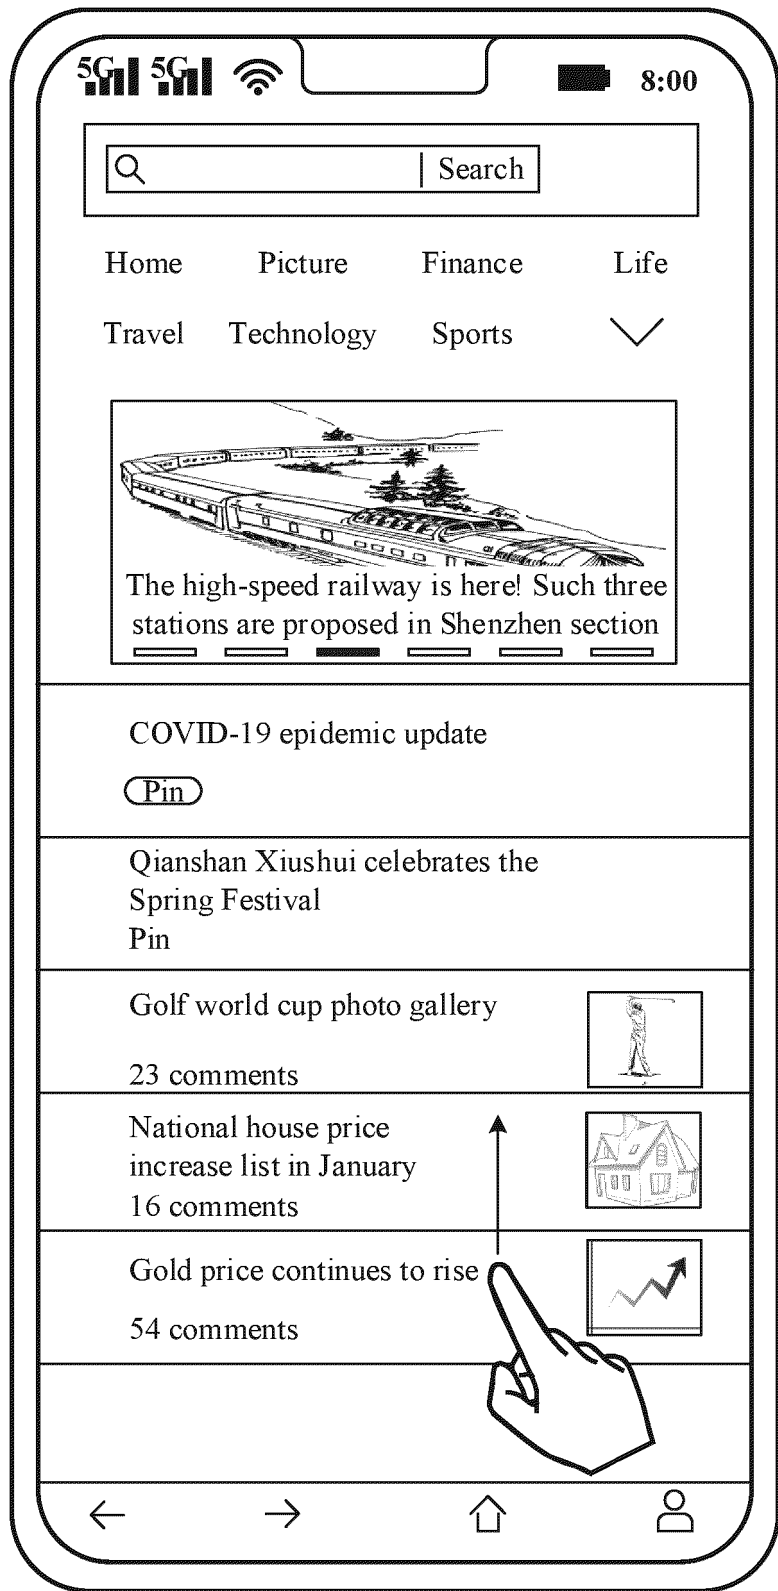 5G 5G 8:00
Search
Home Picture Finance Life
Travel Technology Sports
The high-speed railway is here! Such three
stations are proposed in Shenzhen section
COVID-19 epidemic update
Pin
Qianshan Xiushui celebrates the
Spring Festival
Pin
Golf world cup photo gallery
23 comments
National house price
increase list in January
16 comments
Gold price continues to rise
54 comments